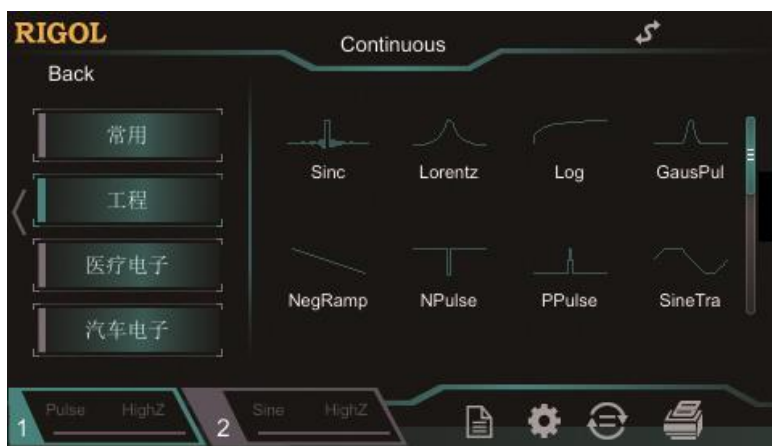 RIGOL
Continuous
Back
常用
工程
医疗电子
汽车电子
Sinc Lorentz Log GausPul
NegRamp NPulse PPulse SineTra
1 Pulse HighZ 2 Sine HighZ